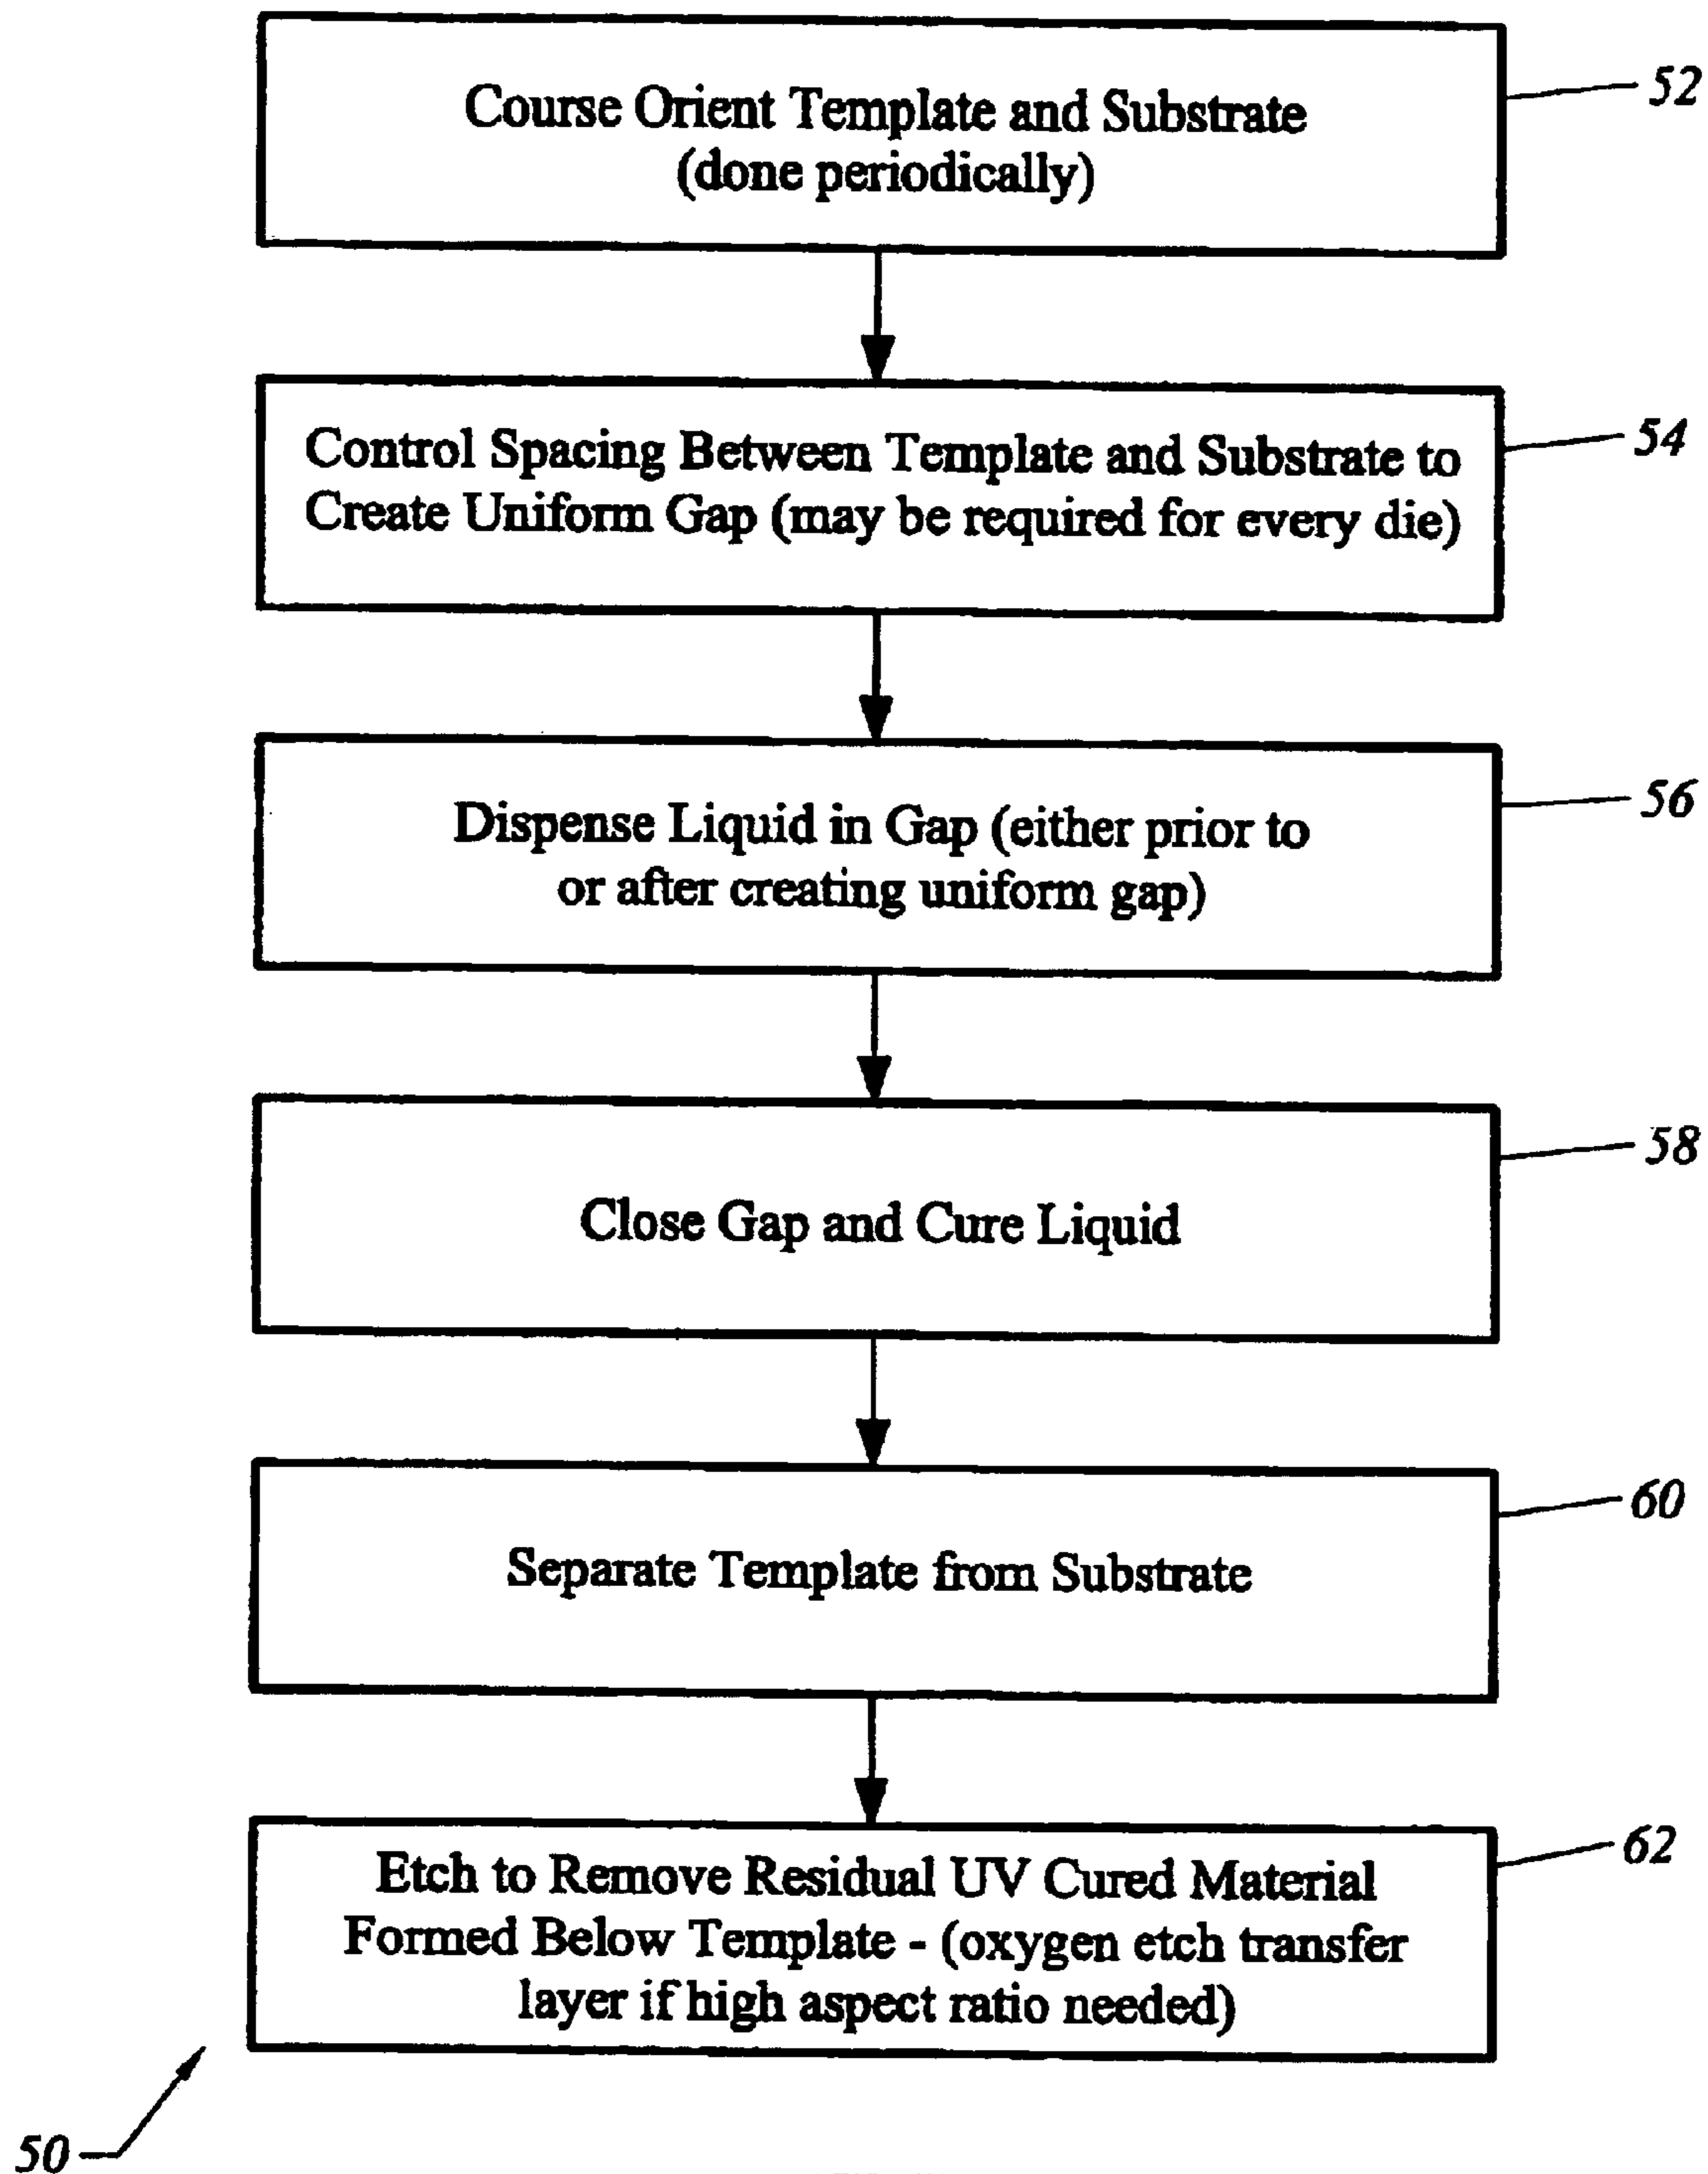 Course Orient Template and Substrate
(done periodically)
52
Control Spacing Between Template and Substrate to
Create Uniform Gap (may be required for every die)
54
Dispense Liquid in Gap (either prior to
or after creating uniform gap)
56
Close Gap and Cure Liquid
58
Separate Template from Substrate
60
Etch to Remove Residual UV Cured Material
Formed Below Template - (oxygen etch transfer
layer if high aspect ratio needed)
62
50